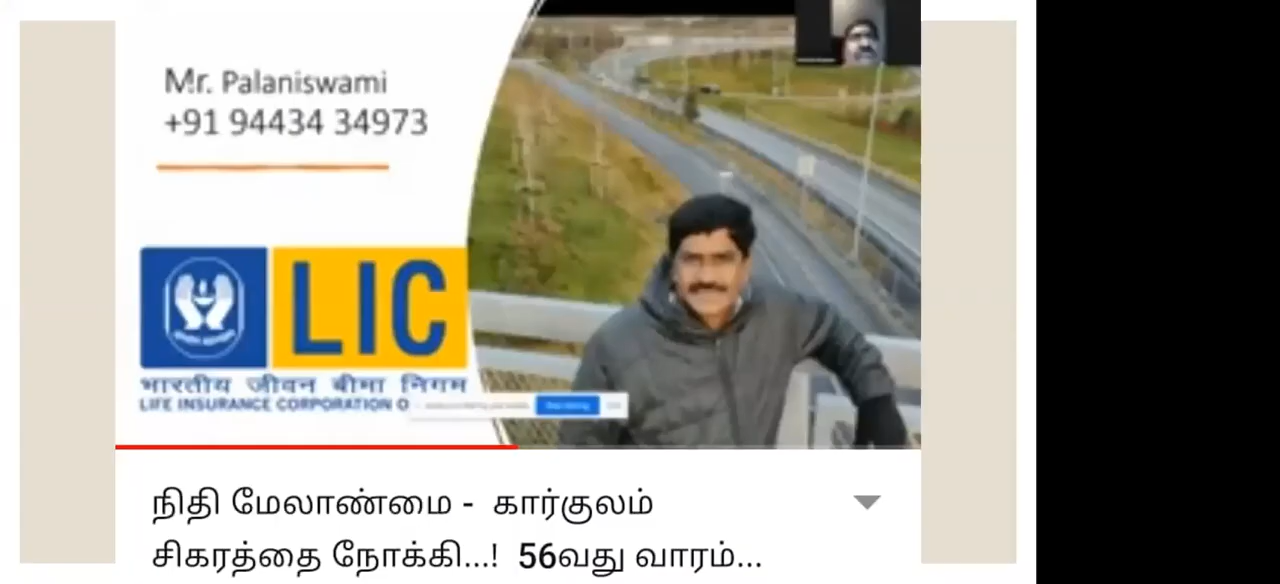 Mr. Palaniswami
+91 94434 34973
LIC
भारतीय जीवन बीमा निगम
LIFE INSURANCE CORPORATION O
நிதி மேலாண்மை - கார்குலம்
சிகரத்தை நோக்கி...! 56வது வாரம்...